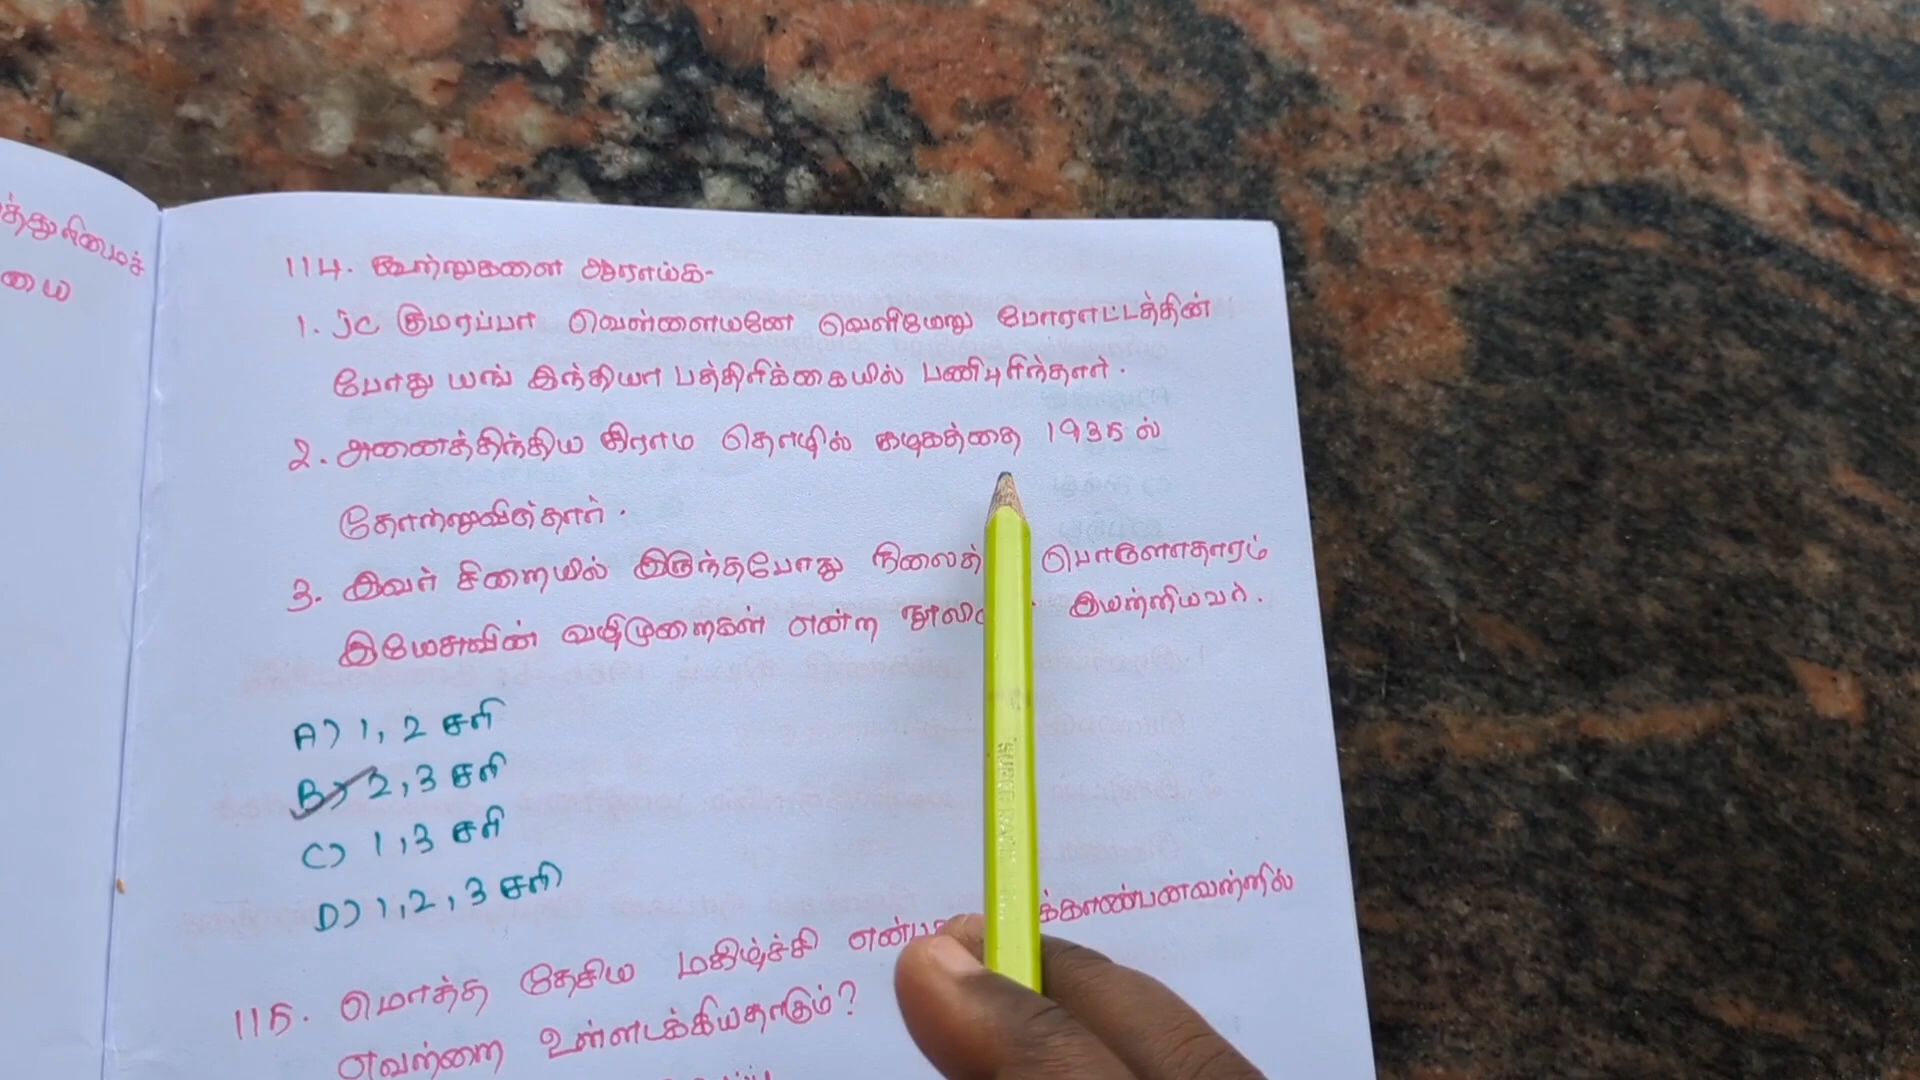 த்துரிமைச்
மை
114. கூற்றுகளை ஆராய்க-
1. JC குமரப்பா வெள்ளையனே வெளியேறு போராட்டத்தின்
போது யங் இந்தியா பத்திரிக்கையில் பணிபுரிந்தார்.
2. அனைத்திந்திய கிராம தொழில் கழகத்தை 1935 ல்
தோற்றுவித்தார்.
3. இவர் சிறையில் இருந்தபோது பொருளாதாரம்
இயேசுவின் வழிமுறைகள் என்ற இயற்றியவர்.
A) 1, 2 சரி
B) 2, 3 சரி
C) 1, 3 சரி
D) 1, 2, 3 சரி
115. மொத்த தேசிய மகிழ்ச்சி
எவற்றை உள்ளடக்கியதாகும்?